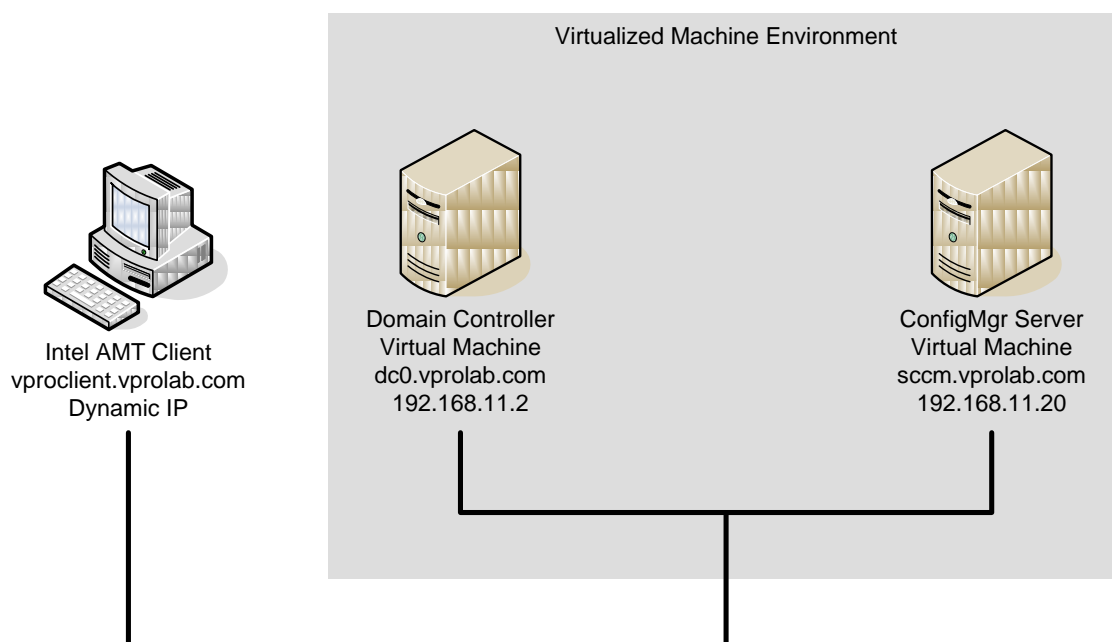 Virtualized Machine Environment
Intel AMT Client
vproclient.vprolab.com
Dynamic IP
Domain Controller
Virtual Machine
dc0.vprolab.com
192.168.11.2
ConfigMgr Server
Virtual Machine
sccm.vprolab.com
192.168.11.20